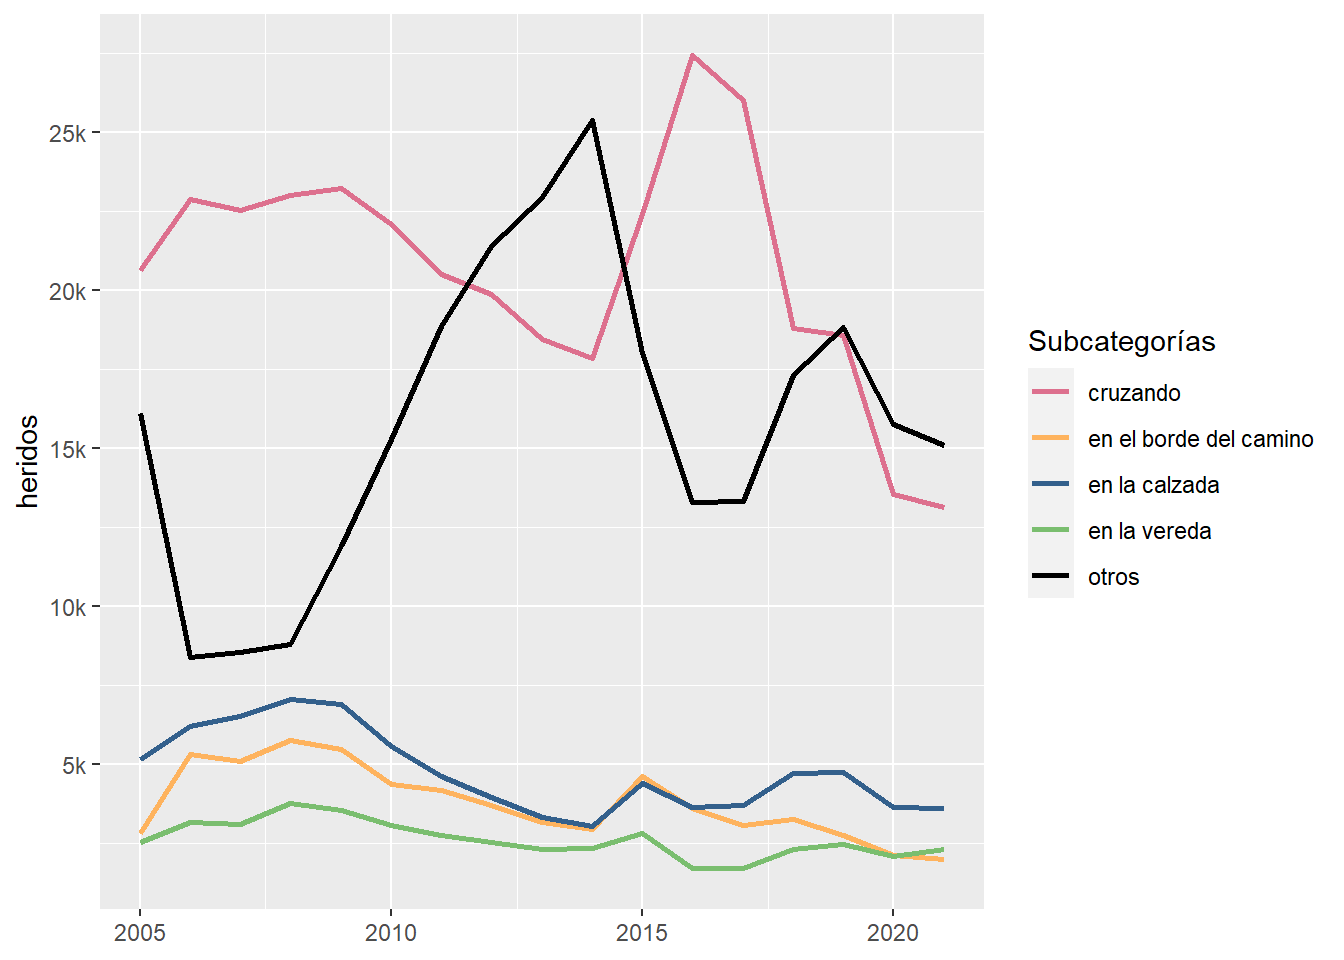 25k
20k
15k
10k
5k
heridos
2005
2010
2015
2020
Subcategorías
cruzando
en el borde del camino
en la calzada
en la vereda
otros